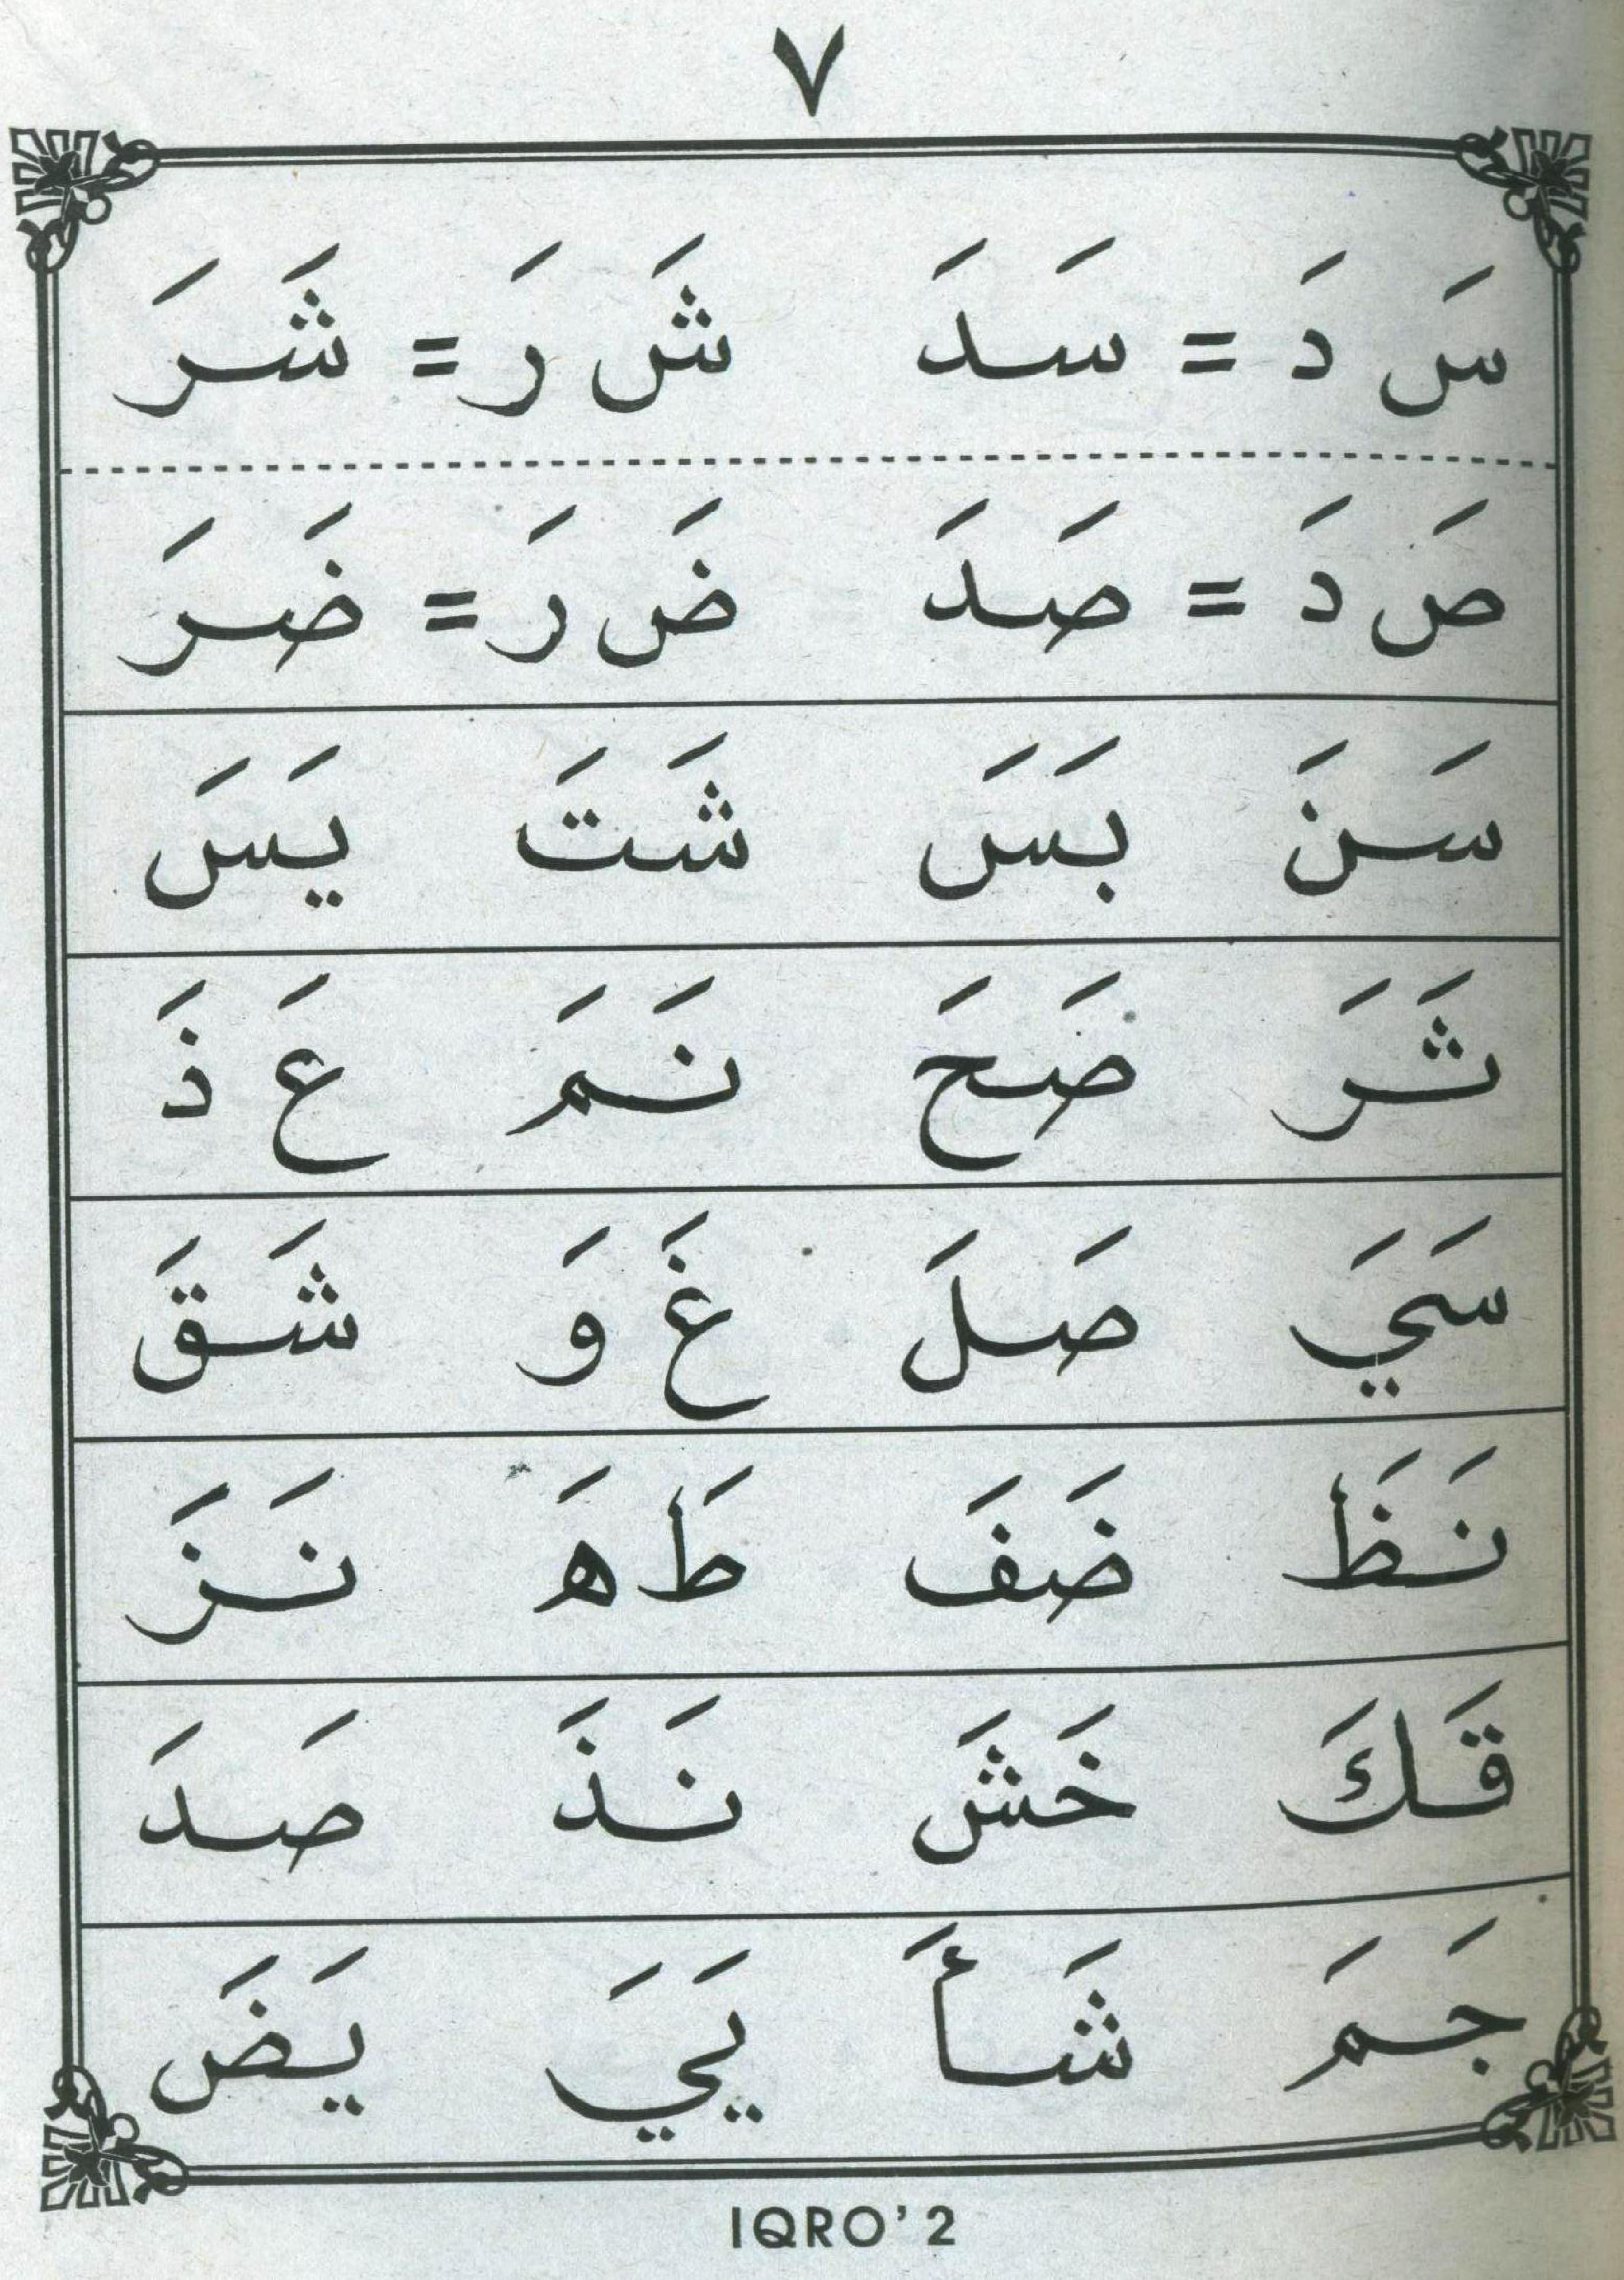 ٧
سَ دَ = سَدَ شَ رَ = شَرَ
صَ دَ = صَدَ ضَ رَ = ضَرَ
سَنَ بَسَ شَتَ يَسَ
ثَرَ صَحَ نَمَ عَ ذَ
سَيَ صَلَ غَ وَ شَقَ
نَظَ ضَفَ طَ هَ نَزَ
قَكَ خَشَ نَذَ صَدَ
جَمَ شَأَ يَيَ يَضَ
IQRO' 2